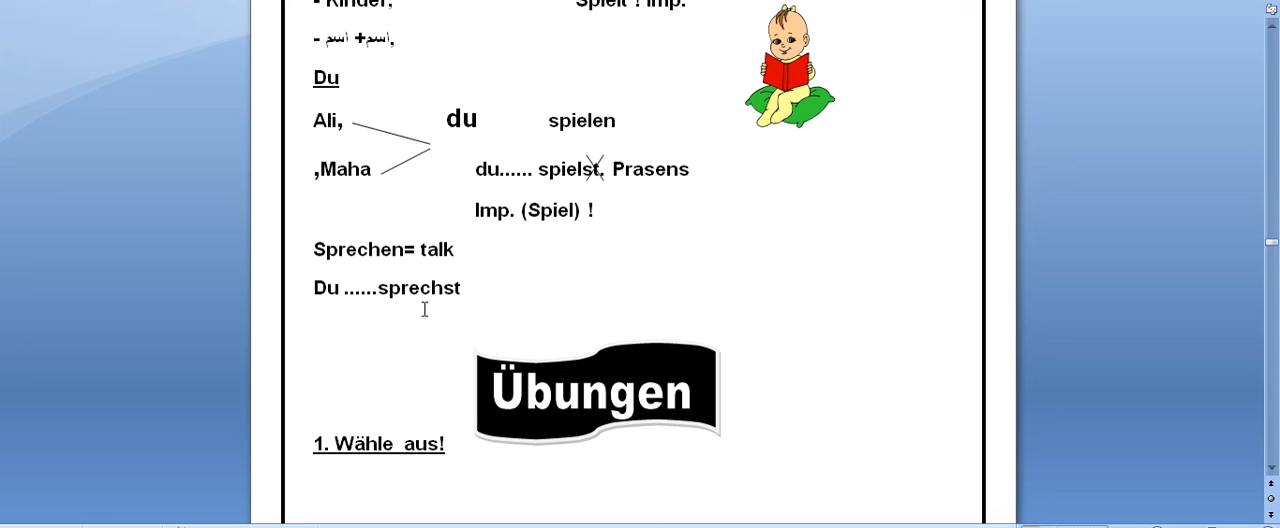 - Kinder, Spielt ! Imp.
- اسم+ اسم,
Du
Ali, du spielen
,Maha du...... spielst. Prasens
Imp. (Spiel) !
Sprechen= talk
Du ......sprechst
Übungen
1. Wähle aus!